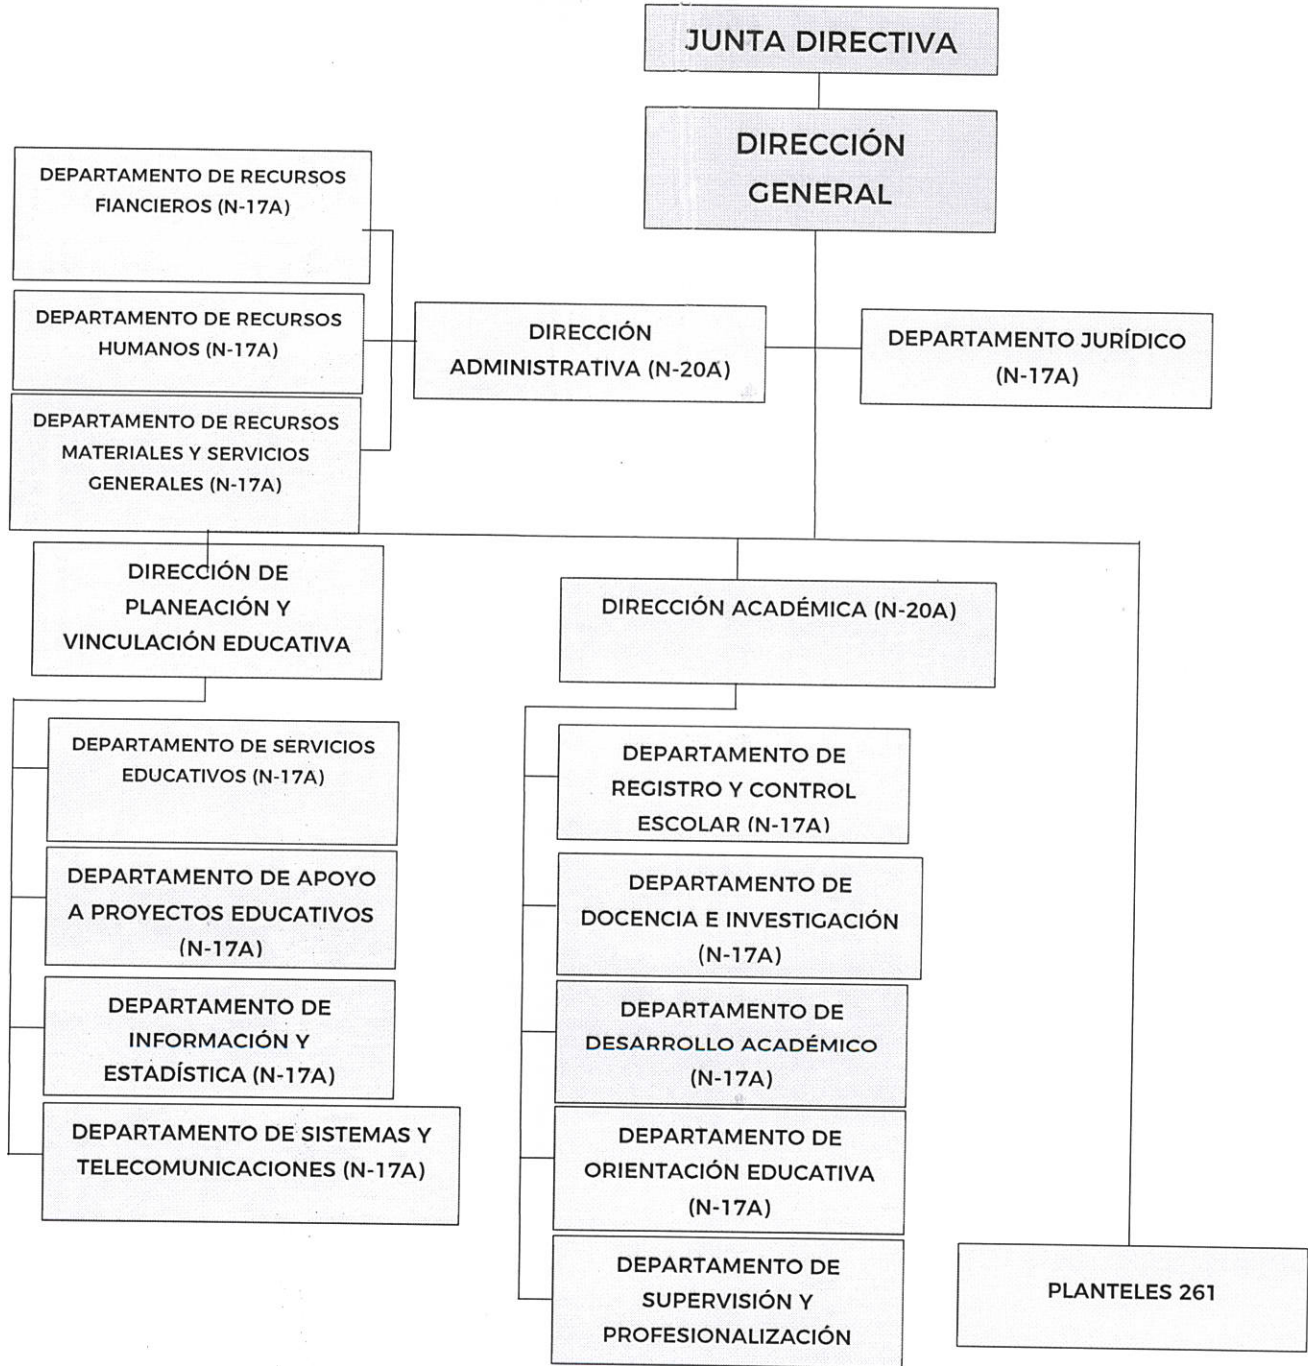 JUNTA DIRECTIVA
DIRECCIÓN
GENERAL
DEPARTAMENTO DE RECURSOS
FIANCIEROS (N-17A)
DEPARTAMENTO DE RECURSOS
HUMANOS (N-17A)
DEPARTAMENTO DE RECURSOS
MATERIALES Y SERVICIOS
GENERALES (N-17A)
DIRECCIÓN
ADMINISTRATIVA (N-20A)
DEPARTAMENTO JURÍDICO
(N-17A)
DIRECCIÓN DE
PLANEACIÓN Y
VINCULACIÓN EDUCATIVA
DEPARTAMENTO DE SERVICIOS
EDUCATIVOS (N-17A)
DEPARTAMENTO DE APOYO
A PROYECTOS EDUCATIVOS
(N-17A)
DEPARTAMENTO DE
INFORMACIÓN Y
ESTADÍSTICA (N-17A)
DEPARTAMENTO DE SISTEMAS Y
TELECOMUNICACIONES (N-17A)
DIRECCIÓN ACADÉMICA (N-20A)
DEPARTAMENTO DE
REGISTRO Y CONTROL
ESCOLAR (N-17A)
DEPARTAMENTO DE
DOCENCIA E INVESTIGACIÓN
(N-17A)
DEPARTAMENTO DE
DESARROLLO ACADÉMICO
(N-17A)
DEPARTAMENTO DE
ORIENTACIÓN EDUCATIVA
(N-17A)
DEPARTAMENTO DE
SUPERVISIÓN Y
PROFESIONALIZACIÓN
PLANTELES 261